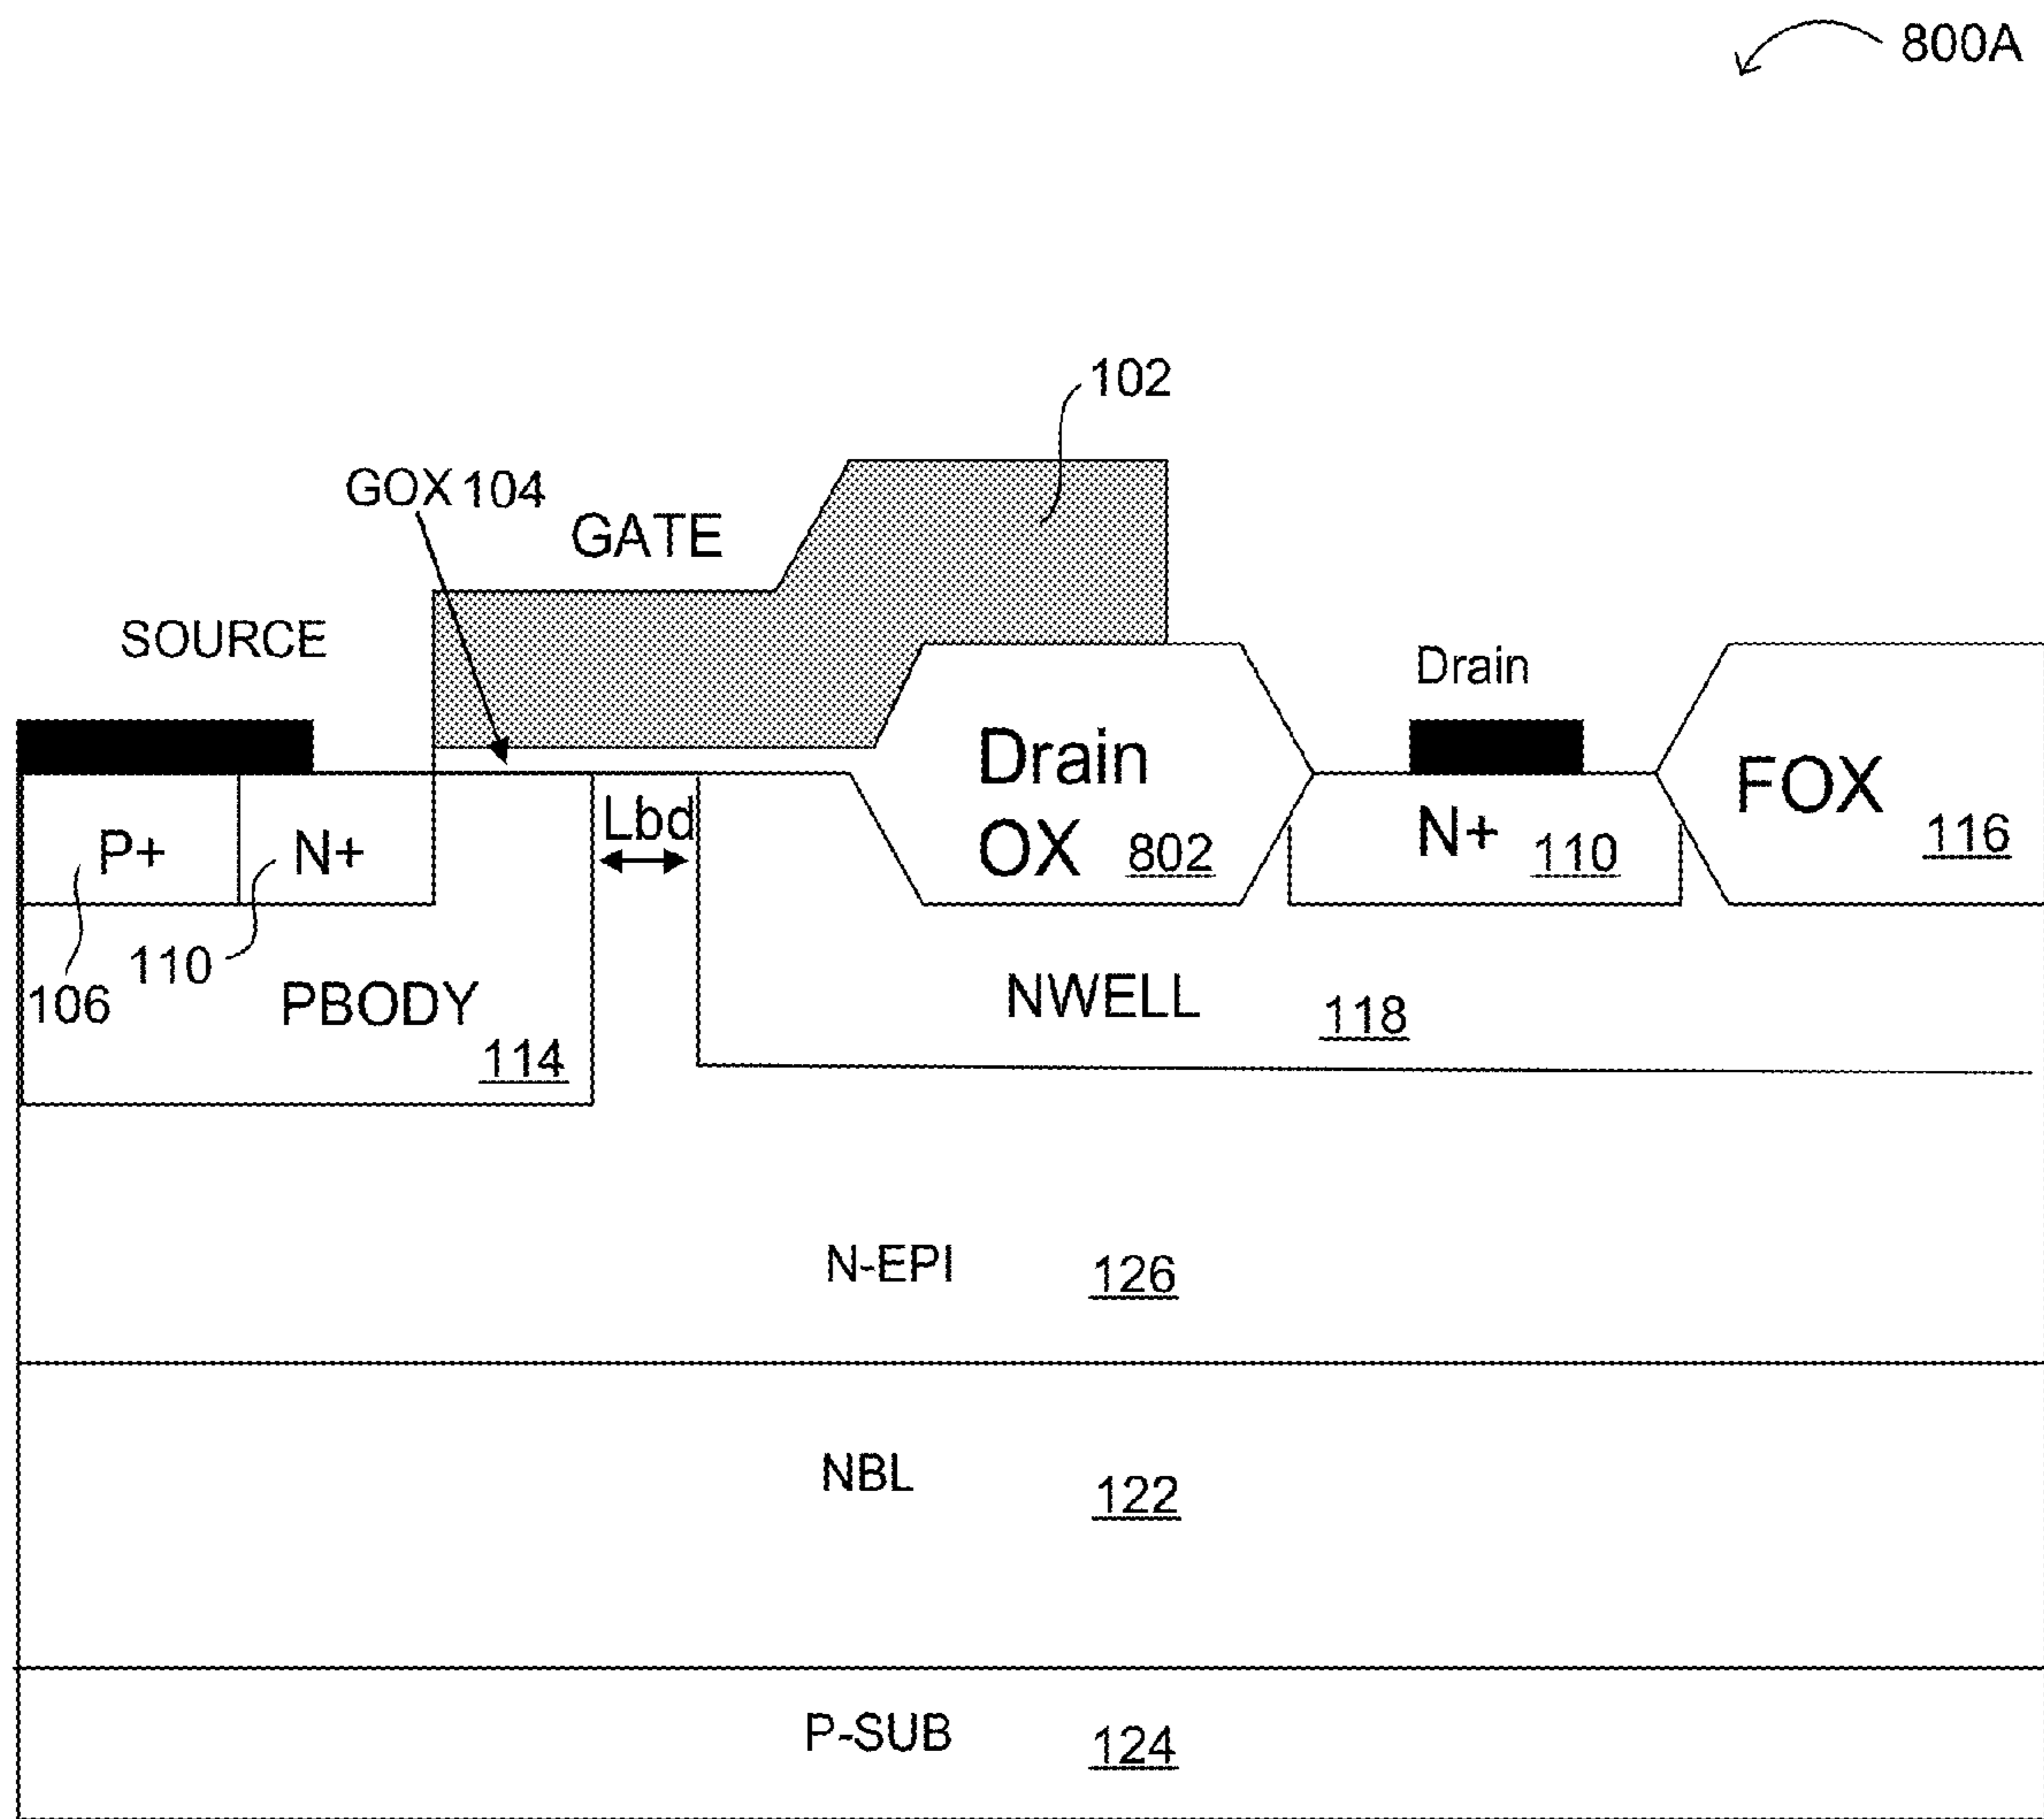 800A
102
GOX 104
GATE
SOURCE
Drain
Drain
OX 802
Lbd
P+
N+
N+ 110
FOX
116
106
110
PBODY
114
NWELL 118
N-EPI 126
NBL 122
P-SUB 124